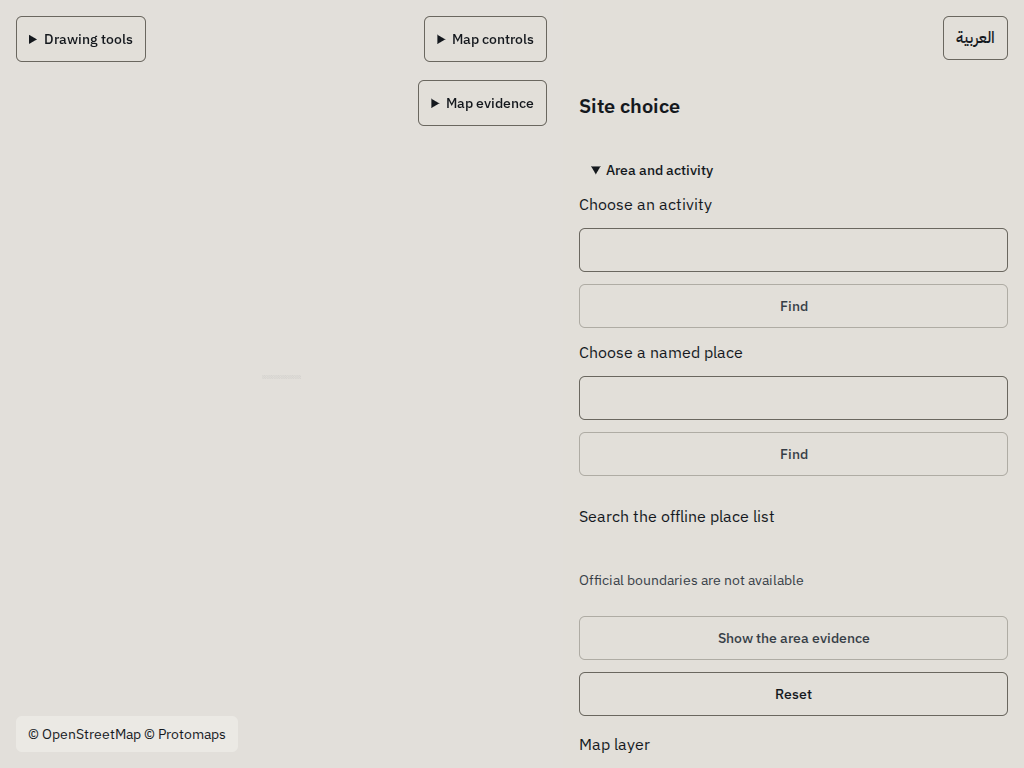 Drawing tools
Map controls
Map evidence
© OpenStreetMap © Protomaps
العربية
Site choice
Area and activity
Choose an activity
Find
Choose a named place
Find
Search the offline place list
Official boundaries are not available
Show the area evidence
Reset
Map layer